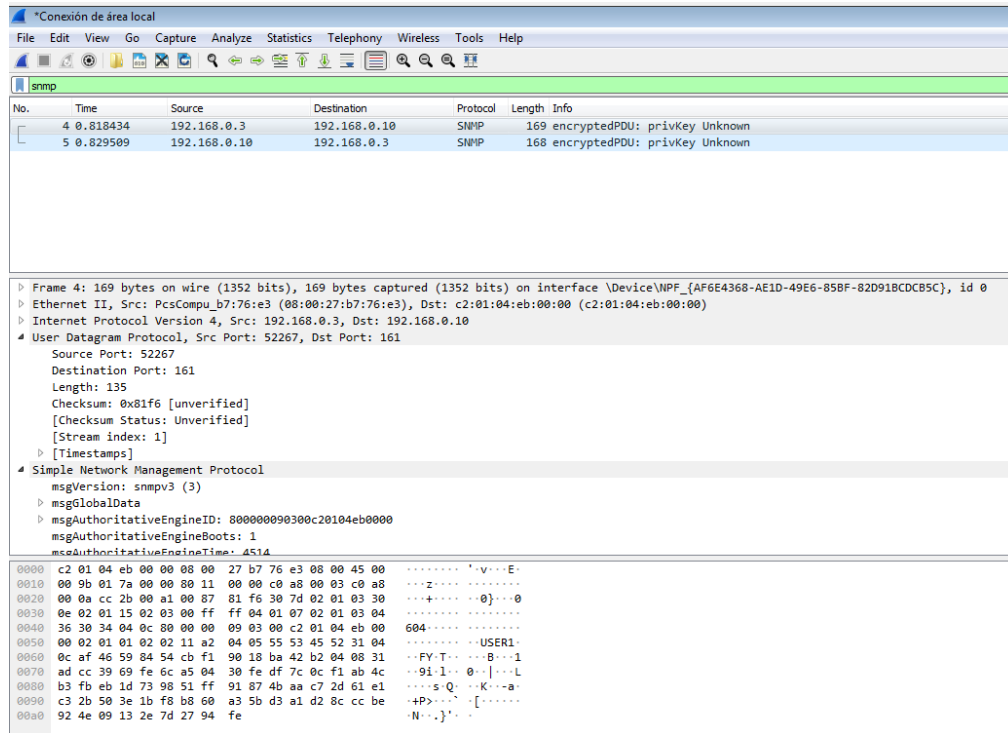 *Conexión de área local
File Edit View Go Capture Analyze Statistics Telephony Wireless Tools Help
snmp
No. Time Source Destination Protocol Length Info
4 0.818434 192.168.0.3 192.168.0.10 SNMP 169 encryptedPDU: privKey Unknown
5 0.829509 192.168.0.10 192.168.0.3 SNMP 168 encryptedPDU: privKey Unknown
Frame 4: 169 bytes on wire (1352 bits), 169 bytes captured (1352 bits) on interface \Device\NPF_{AF6E4368-AE1D-49E6-85BF-82D91BCDCB5C}, id 0
Ethernet II, Src: PcsCompu_b7:76:e3 (08:00:27:b7:76:e3), Dst: c2:01:04:eb:00:00 (c2:01:04:eb:00:00)
Internet Protocol Version 4, Src: 192.168.0.3, Dst: 192.168.0.10
User Datagram Protocol, Src Port: 52267, Dst Port: 161
Source Port: 52267
Destination Port: 161
Length: 135
Checksum: 0x81f6 [unverified]
[Checksum Status: Unverified]
[Stream index: 1]
[Timestamps]
Simple Network Management Protocol
msgVersion: snmpv3 (3)
msgGlobalData
msgAuthoritativeEngineID: 800000090300c20104eb0000
msgAuthoritativeEngineBoots: 1
msgAuthoritativeEngineTime: 4514
0000 c2 01 04 eb 00 00 08 00 27 b7 76 e3 08 00 45 00 ········ '·v···E·
0010 00 9b 01 7a 00 00 80 11 00 00 c0 a8 00 03 c0 a8 ···z···· ········
0020 00 0a cc 2b 00 a1 00 87 81 f6 30 7d 02 01 03 30 ···+···· ··0}···0
0030 0e 02 01 15 02 03 00 ff ff 04 01 07 02 01 03 04 ········ ········
0040 36 30 34 04 0c 80 00 00 09 03 00 c2 01 04 eb 00 604····· ········
0050 00 02 01 01 02 02 11 a2 04 05 55 53 45 52 31 04 ········ ··USER1·
0060 0c af 46 59 84 54 cb f1 90 18 ba 42 b2 04 08 31 ··FY·T·· ···B···1
0070 ad cc 39 69 fe 6c a5 04 30 fe df 7c 0c f1 ab 4c ··9i·l·· 0··|···L
0080 b3 fb eb 1d 73 98 51 ff 91 87 4b aa c7 2d 61 e1 ····s·Q· ··K··-a·
0090 c3 2b 50 3e 1b f8 b8 60 a3 5b d3 a1 d2 8c cc be ·+P>···` ·[······
00a0 92 4e 09 13 2e 7d 27 94 fe ·N··.}'· ·